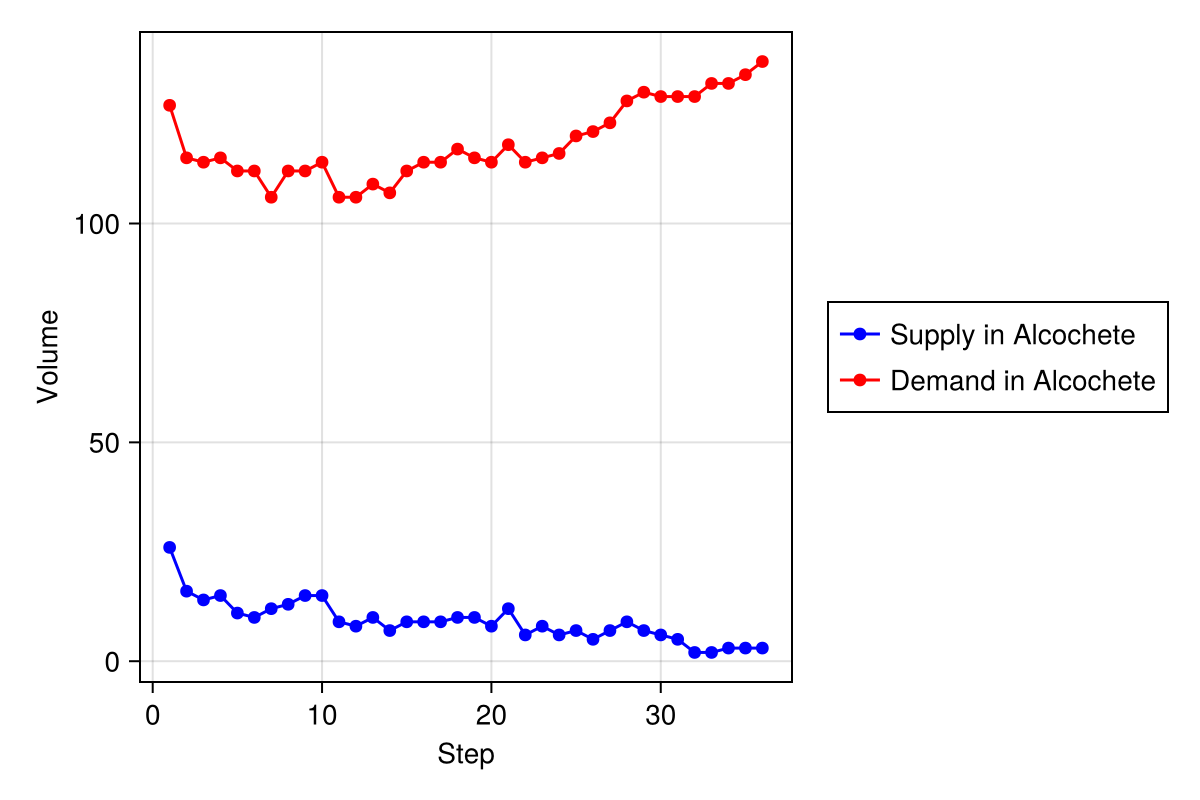 100
50
0
Volume
0 10 20 30
Step
Supply in Alcochete
Demand in Alcochete